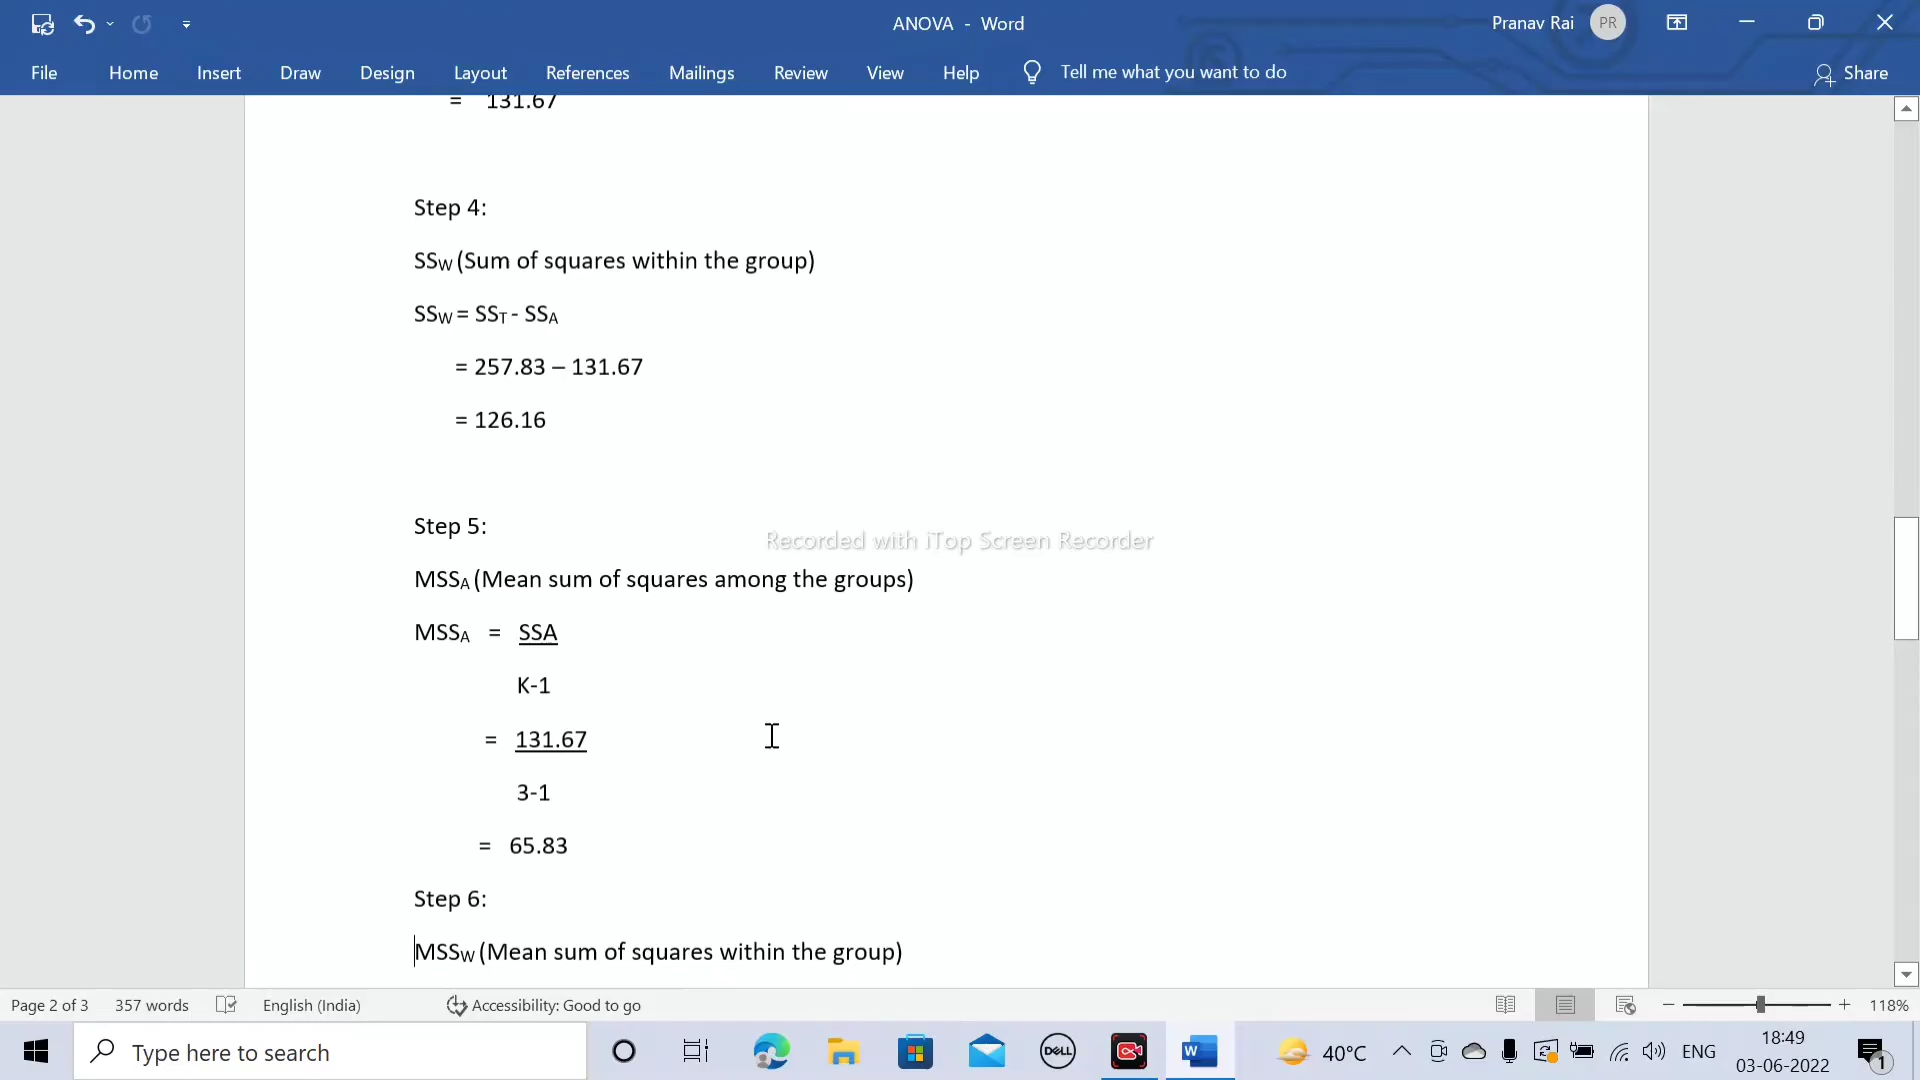 ANOVA - Word
Pranav Rai PR
File Home Insert Draw Design Layout References Mailings Review View Help Tell me what you want to do Share
= 131.67
Step 4:
SSW (Sum of squares within the group)
SSW = SST - SSA
= 257.83 – 131.67
= 126.16
Step 5:
Recorded with iTop Screen Recorder
MSSA (Mean sum of squares among the groups)
MSSA = SSA
K-1
= 131.67
3-1
= 65.83
Step 6:
MSSW (Mean sum of squares within the group)
Page 2 of 3 357 words English (India) Accessibility: Good to go 118%
Type here to search DELL W 40°C ENG 18:49
03-06-2022 1